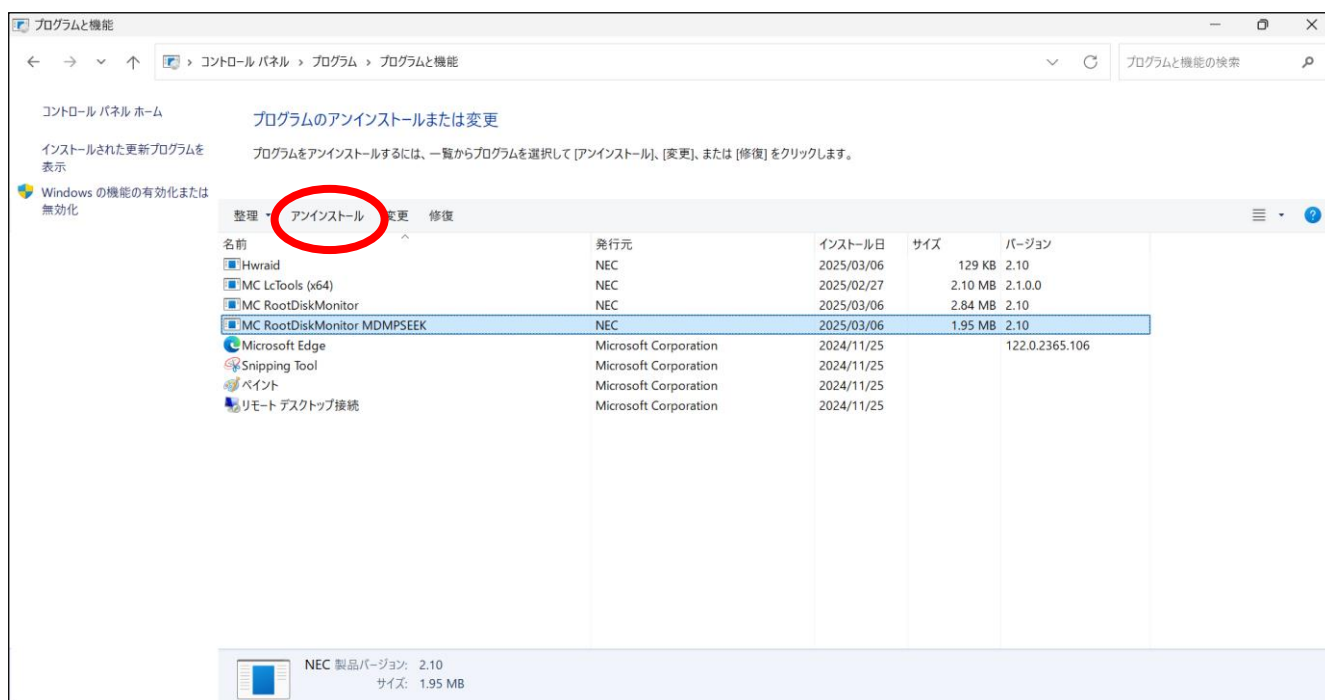 プログラムと機能
コントロール パネル › プログラム › プログラムと機能
プログラムと機能の検索
コントロール パネル ホーム
インストールされた更新プログラムを
表示
Windows の機能の有効化または
無効化
プログラムのアンインストールまたは変更
プログラムをアンインストールするには、一覧からプログラムを選択して [アンインストール]、[変更]、または [修復] をクリックします。
整理 アンインストール 変更 修復
名前 発行元 インストール日 サイズ バージョン
Hwraid NEC 2025/03/06 129 KB 2.10
MC LcTools (x64) NEC 2025/02/27 2.10 MB 2.1.0.0
MC RootDiskMonitor NEC 2025/03/06 2.84 MB 2.10
MC RootDiskMonitor MDMPSEEK NEC 2025/03/06 1.95 MB 2.10
Microsoft Edge Microsoft Corporation 2024/11/25 122.0.2365.106
Snipping Tool Microsoft Corporation 2024/11/25
ペイント Microsoft Corporation 2024/11/25
リモート デスクトップ接続 Microsoft Corporation 2024/11/25
NEC 製品バージョン: 2.10
サイズ: 1.95 MB